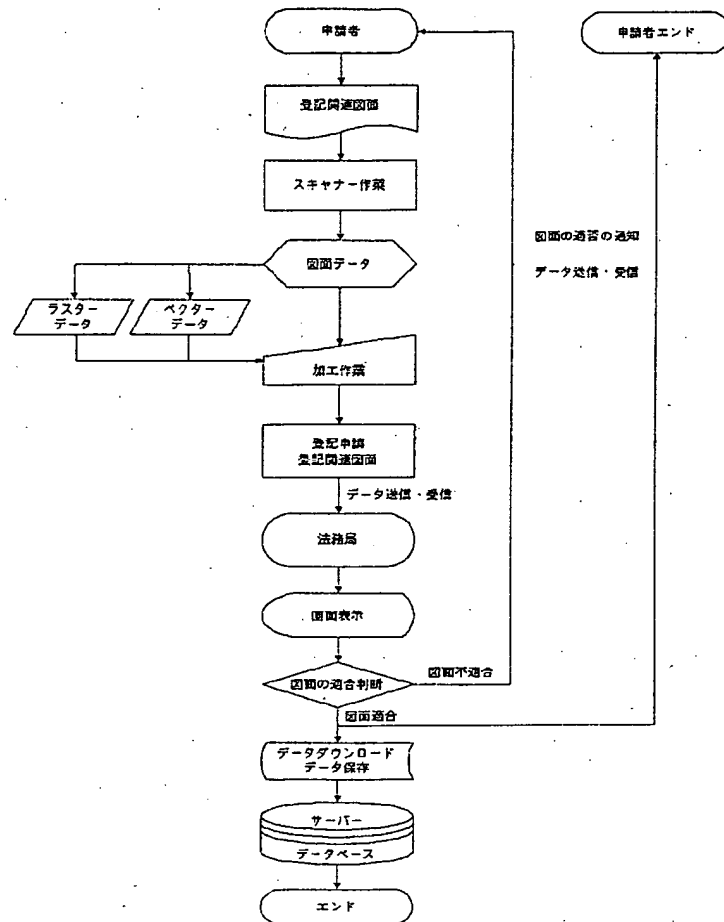 申請者
申請者エンド
登記関連図面
スキャナー作業
図面の適否の通知
データ送信・受信
図面データ
ラスター
データ
ベクター
データ
加工作業
登記申請
登記関連図面
データ送信・受信
法務局
画面表示
図面の適合判断
図面不適合
図面適合
データダウンロード
データ保存
サーバー
データベース
エンド